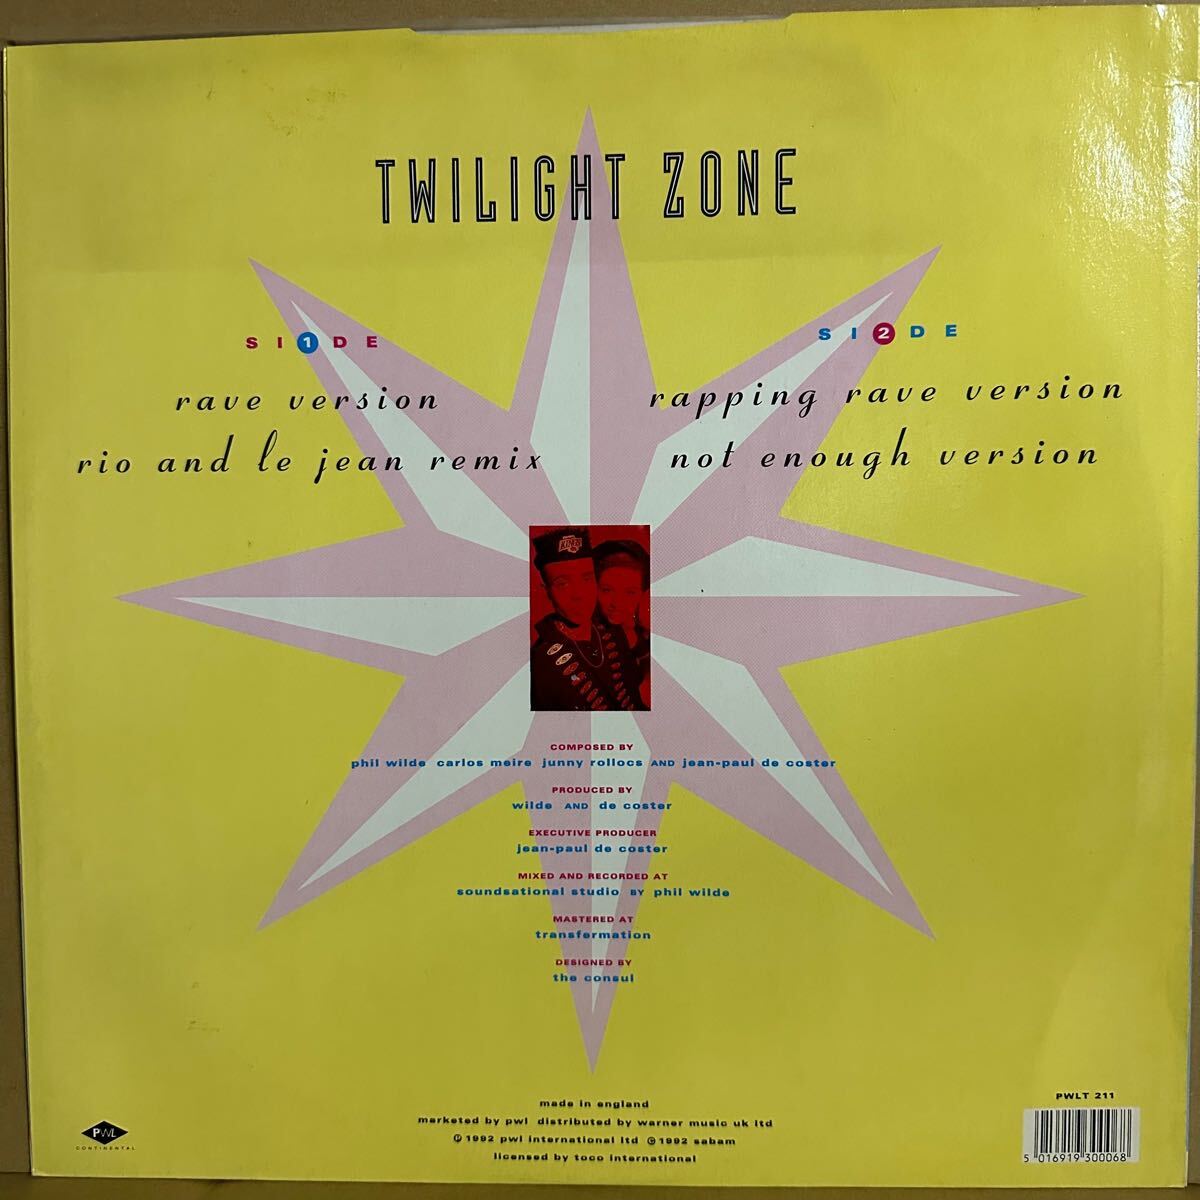 TWILIGHT ZONE
SI1DE
rave version
rio and le jean remix
SI2DE
rapping rave version
not enough version
KINGS
COMPOSED BY
phil wilde carlos meire junny rollocs AND jean-paul de coster
PRODUCED BY
wilde AND de coster
EXECUTIVE PRODUCER
jean-paul de coster
MIXED AND RECORDED AT
soundsational studio BY phil wilde
MASTERED AT
transfermation
DESIGNED BY
the consul
made in england
marketed by pwl distributed by warner music uk ltd
℗ 1992 pwl international ltd © 1992 sabam
licensed by toco international
PWL
CONTINENTAL
PWLT 211
5 016919 300068